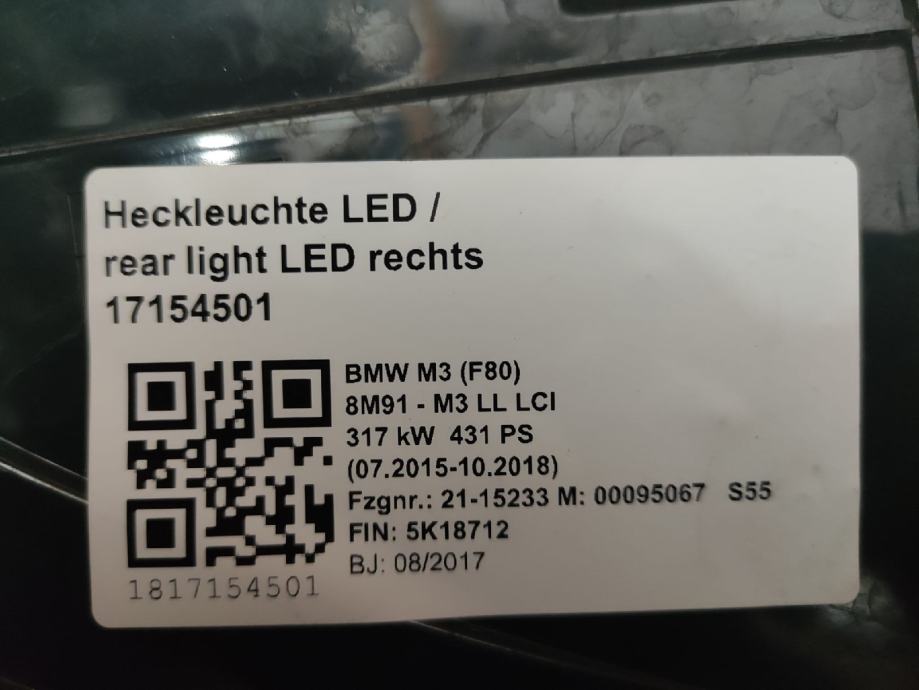 Heckleuchte LED /
rear light LED rechts
17154501
BMW M3 (F80)
8M91 - M3 LL LCI
317 kW 431 PS
(07.2015-10.2018)
Fzgnr.: 21-15233 M: 00095067 S55
FIN: 5K18712
BJ: 08/2017
1817154501